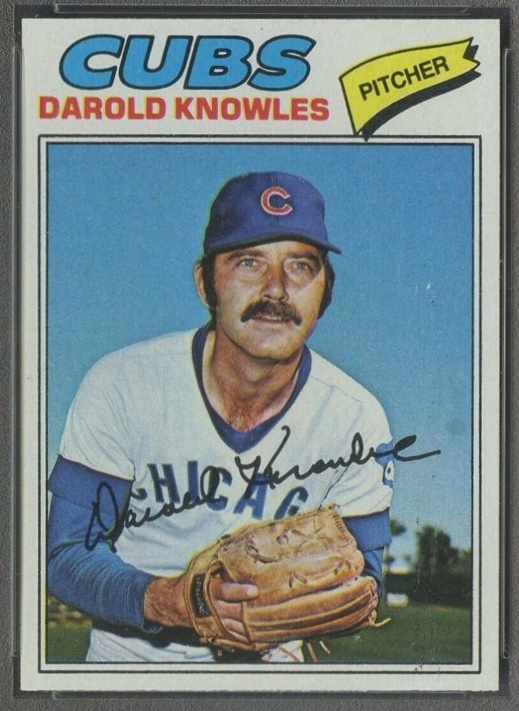 CUBS
DAROLD KNOWLES
PITCHER
C
CHICAG
Darold Knowles